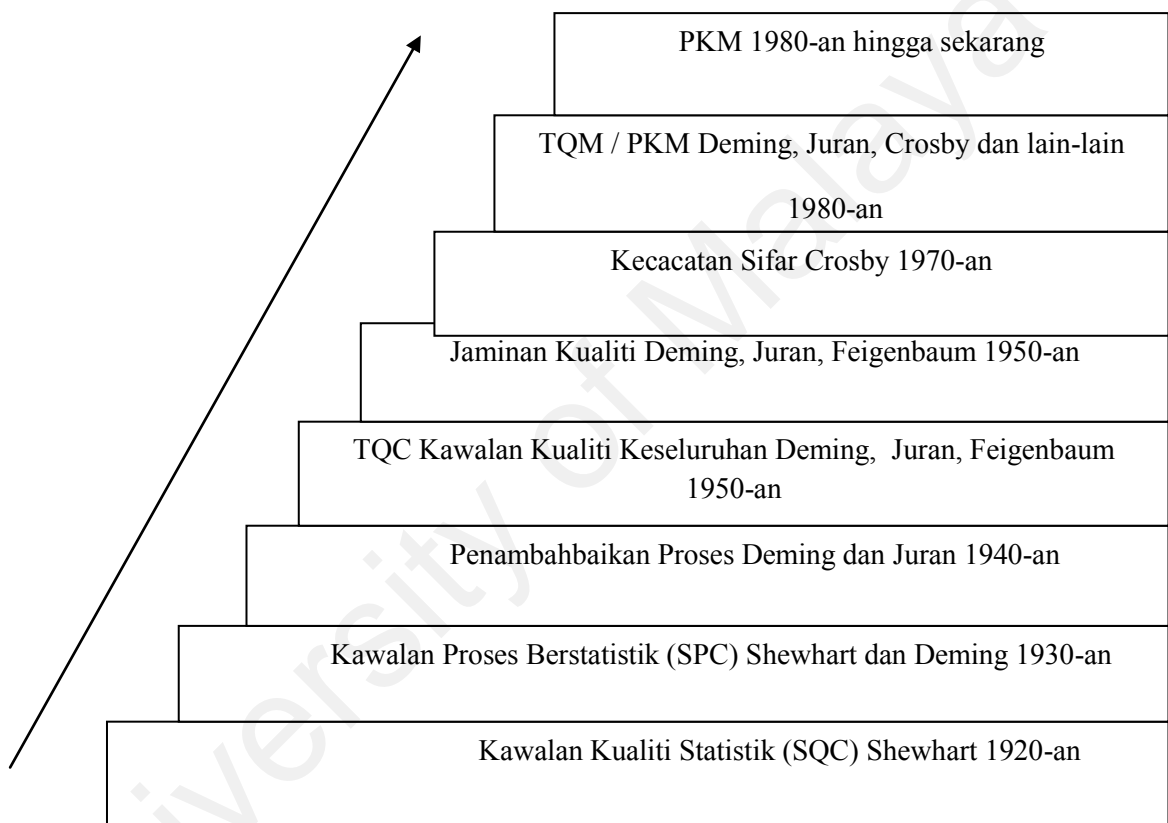 PKM 1980-an hingga sekarang
TQM / PKM Deming, Juran, Crosby dan lain-lain
1980-an
Kecacatan Sifar Crosby 1970-an
Jaminan Kualiti Deming, Juran, Feigenbaum 1950-an
TQC Kawalan Kualiti Keseluruhan Deming, Juran, Feigenbaum
1950-an
Penambahbaikan Proses Deming dan Juran 1940-an
Kawalan Proses Berstatistik (SPC) Shewhart dan Deming 1930-an
Kawalan Kualiti Statistik (SQC) Shewhart 1920-an
iversity of Malaya